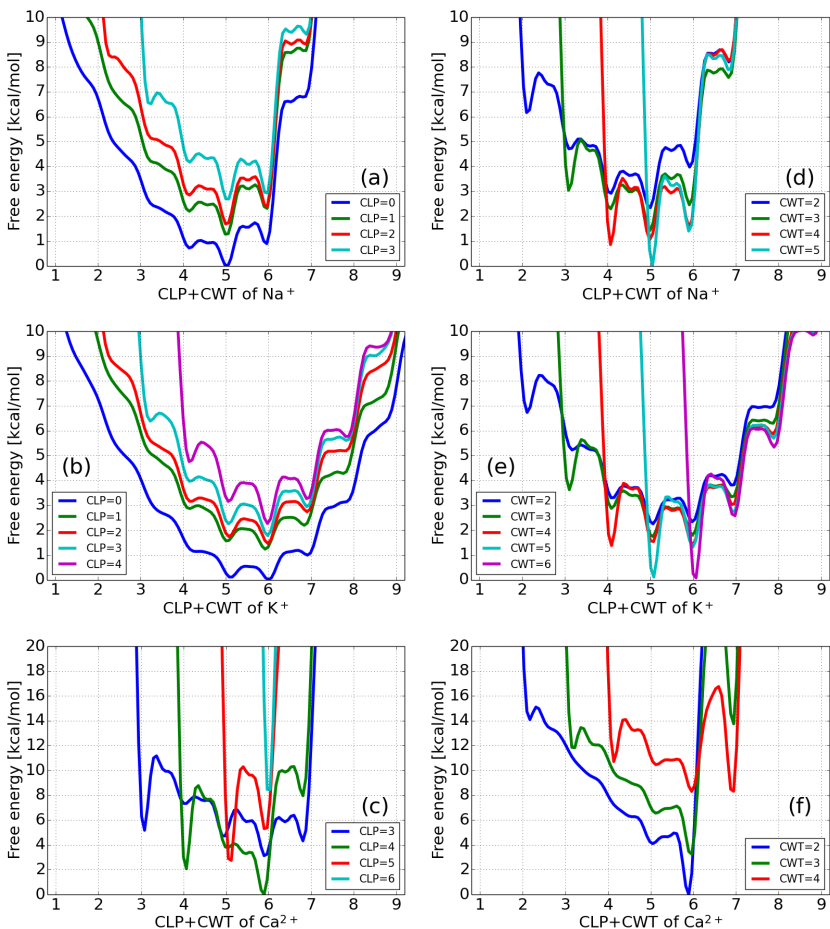 10
9
8
7
6
5
4
3
2
1
0
Free energy [kcal/mol]
(a)
CLP=0
CLP=1
CLP=2
CLP=3
1 2 3 4 5 6 7 8 9
CLP+CWT of Na⁺
10
9
8
7
6
5
4
3
2
1
0
Free energy [kcal/mol]
(d)
CWT=2
CWT=3
CWT=4
CWT=5
1 2 3 4 5 6 7 8 9
CLP+CWT of Na⁺
10
9
8
7
6
5
4
3
2
1
0
Free energy [kcal/mol]
(b)
CLP=0
CLP=1
CLP=2
CLP=3
CLP=4
1 2 3 4 5 6 7 8 9
CLP+CWT of K⁺
10
9
8
7
6
5
4
3
2
1
0
Free energy [kcal/mol]
(e)
CWT=2
CWT=3
CWT=4
CWT=5
CWT=6
1 2 3 4 5 6 7 8 9
CLP+CWT of K⁺
20
18
16
14
12
10
8
6
4
2
0
Free energy [kcal/mol]
(c)
CLP=3
CLP=4
CLP=5
CLP=6
1 2 3 4 5 6 7 8 9
CLP+CWT of Ca²⁺
20
18
16
14
12
10
8
6
4
2
0
Free energy [kcal/mol]
(f)
CWT=2
CWT=3
CWT=4
1 2 3 4 5 6 7 8 9
CLP+CWT of Ca²⁺